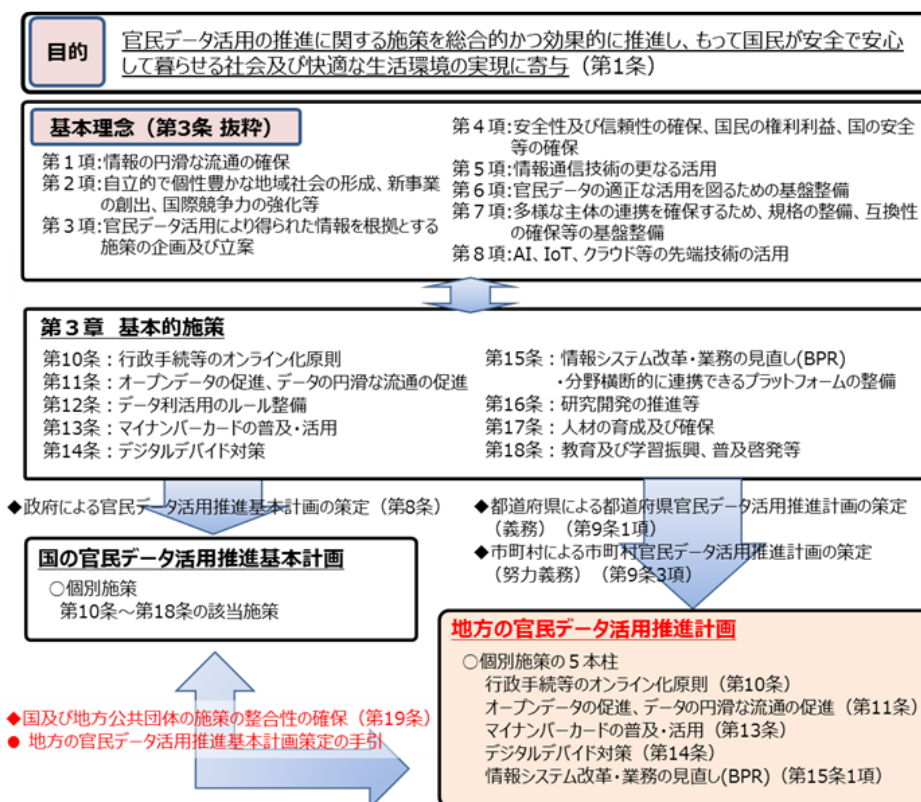 目的
官民データ活用の推進に関する施策を総合的かつ効果的に推進し、もって国民が安全で安心
して暮らせる社会及び快適な生活環境の実現に寄与（第1条）
基本理念（第3条 抜粋）
第１項:情報の円滑な流通の確保
第２項:自立的で個性豊かな地域社会の形成、新事業
の創出、国際競争力の強化等
第３項:官民データ活用により得られた情報を根拠とする
施策の企画及び立案
第４項:安全性及び信頼性の確保、国民の権利利益、国の安全
等の確保
第５項:情報通信技術の更なる活用
第６項:官民データの適正な活用を図るための基盤整備
第７項:多様な主体の連携を確保するため、規格の整備、互換性
の確保等の基盤整備
第８項:AI、IoT、クラウド等の先端技術の活用
第３章 基本的施策
第10条：行政手続等のオンライン化原則
第11条：オープンデータの促進、データの円滑な流通の促進
第12条：データ利活用のルール整備
第13条：マイナンバーカードの普及・活用
第14条：デジタルデバイド対策
第15条：情報システム改革・業務の見直し(BPR)
・分野横断的に連携できるプラットフォームの整備
第16条：研究開発の推進等
第17条：人材の育成及び確保
第18条：教育及び学習振興、普及啓発等
◆政府による官民データ活用推進基本計画の策定（第8条）
◆都道府県による都道府県官民データ活用推進計画の策定
（義務）（第9条1項）
◆市町村による市町村官民データ活用推進計画の策定
（努力義務）（第9条3項）
国の官民データ活用推進基本計画
○個別施策
第10条～第18条の該当施策
地方の官民データ活用推進計画
○個別施策の５本柱
行政手続等のオンライン化原則（第10条）
オープンデータの促進、データの円滑な流通の促進（第11条）
マイナンバーカードの普及・活用（第13条）
デジタルデバイド対策（第14条）
情報システム改革・業務の見直し(BPR)（第15条1項）
◆国及び地方公共団体の施策の整合性の確保（第19条）
● 地方の官民データ活用推進基本計画策定の手引